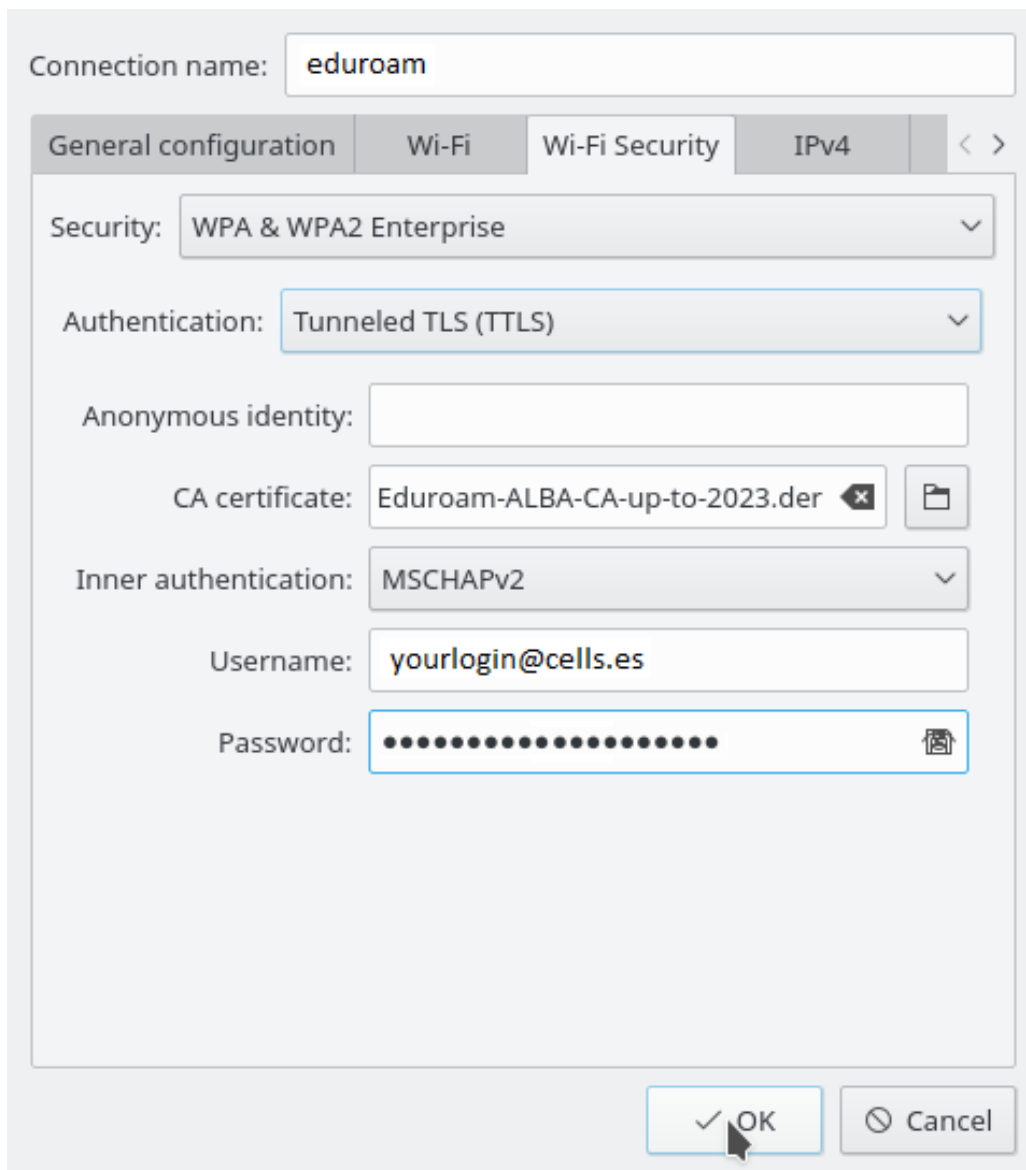 Connection name: eduroam
General configuration Wi-Fi Wi-Fi Security IPv4
Security: WPA & WPA2 Enterprise
Authentication: Tunneled TLS (TTLS)
Anonymous identity:
CA certificate: Eduroam-ALBA-CA-up-to-2023.der
Inner authentication: MSCHAPv2
Username: yourlogin@cells.es
Password: ●●●●●●●●●●●●●●●●●●●●
OK Cancel